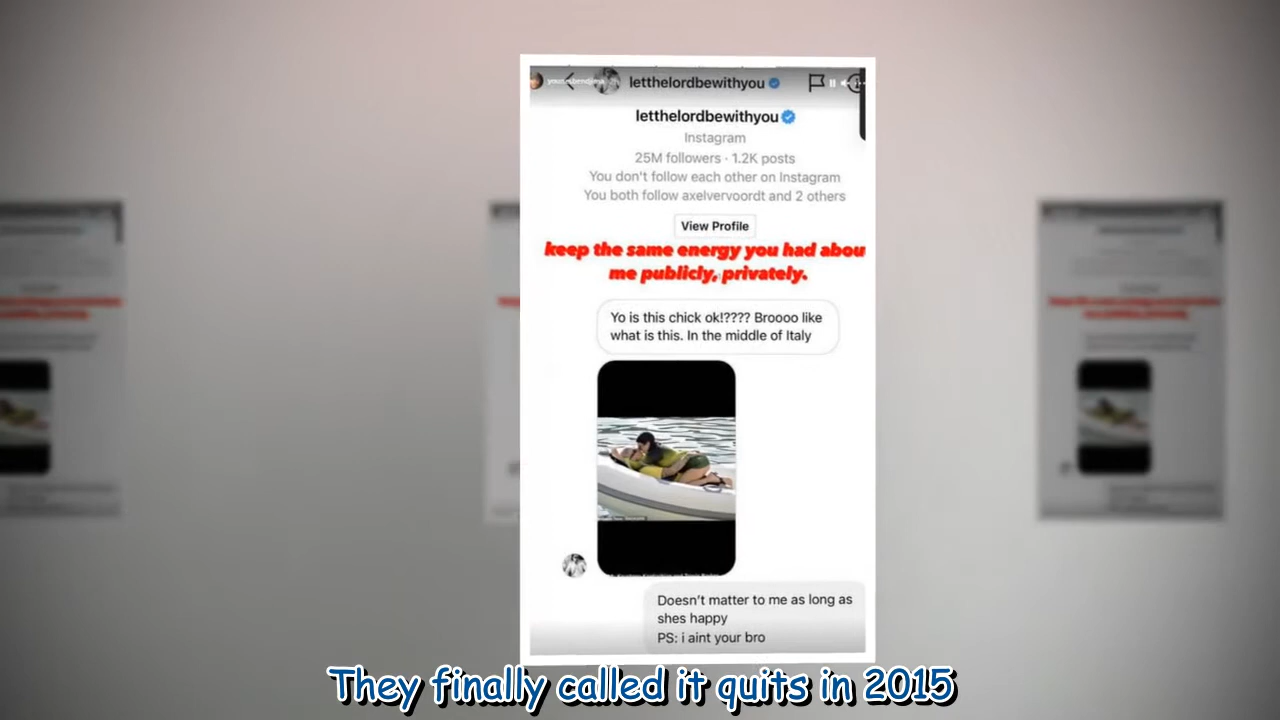 letthelordbewithyou
letthelordbewithyou
Instagram
25M followers · 1.2K posts
You don't follow each other on Instagram
You both follow axelvervoordt and 2 others
View Profile
keep the same energy you had abou
me publicly, privately.
Yo is this chick ok!???? Broooo like
what is this. In the middle of Italy
Doesn't matter to me as long as
shes happy
PS: i aint your bro
They finally called it quits in 2015